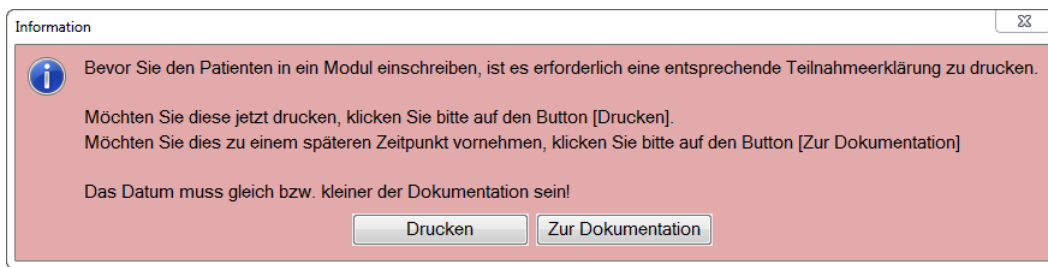 Information
Bevor Sie den Patienten in ein Modul einschreiben, ist es erforderlich eine entsprechende Teilnahmeerklärung zu drucken.
Möchten Sie diese jetzt drucken, klicken Sie bitte auf den Button [Drucken].
Möchten Sie dies zu einem späteren Zeitpunkt vornehmen, klicken Sie bitte auf den Button [Zur Dokumentation]
Das Datum muss gleich bzw. kleiner der Dokumentation sein!
Drucken
Zur Dokumentation